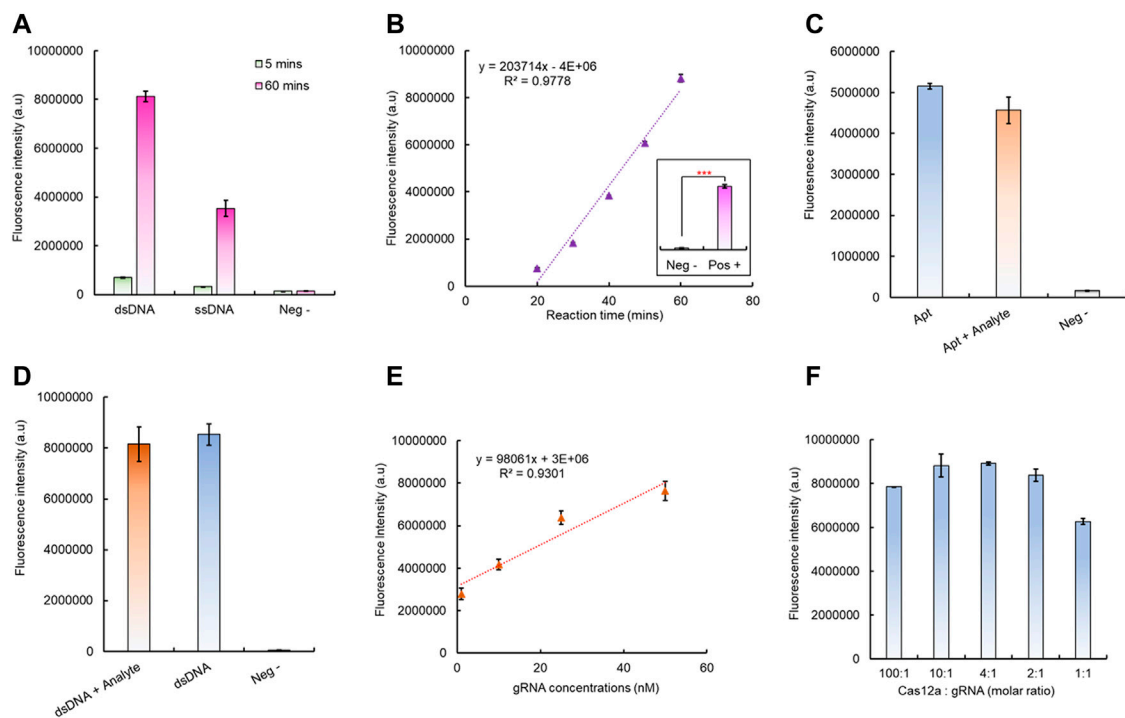 A
10000000
8000000
6000000
4000000
2000000
0
Fluorescence intensity (a.u)
5 mins
60 mins
dsDNA
ssDNA
Neg -
B
10000000
8000000
6000000
4000000
2000000
0
Fluorescence intensity (a.u)
y = 203714x - 4E+06
R² = 0.9778
***
Neg -
Pos +
0
20
40
60
80
Reaction time (mins)
C
6000000
5000000
4000000
3000000
2000000
1000000
0
Fluoresnece intensity (a.u)
Apt
Apt + Analyte
Neg -
D
10000000
8000000
6000000
4000000
2000000
0
Fluorescence intensity (a.u)
dsDNA + Analyte
dsDNA
Neg -
E
10000000
8000000
6000000
4000000
2000000
0
Fluorescence intensity (a.u)
y = 98061x + 3E+06
R² = 0.9301
0
20
40
60
gRNA concentrations (nM)
F
10000000
8000000
6000000
4000000
2000000
0
Fluorescence intensity (a.u)
100:1
10:1
4:1
2:1
1:1
Cas12a : gRNA (molar ratio)